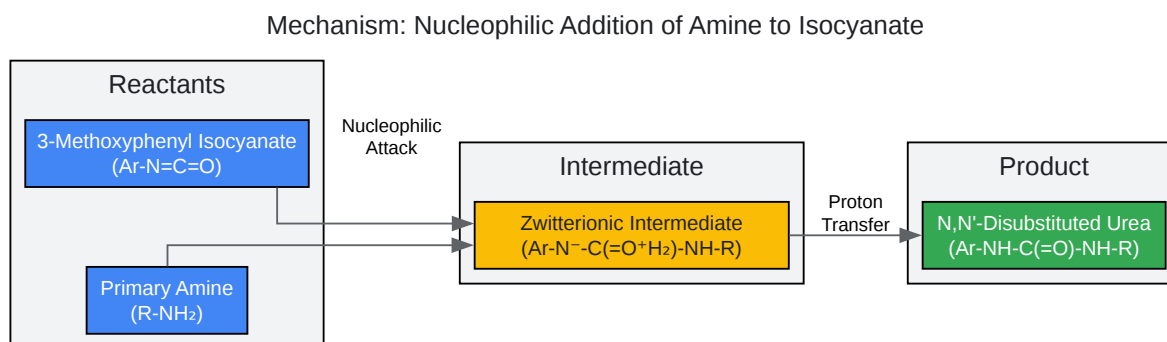 Mechanism: Nucleophilic Addition of Amine to Isocyanate
Reactants
3-Methoxyphenyl Isocyanate
(Ar-N=C=O)
Primary Amine
(R-NH₂)
Nucleophilic
Attack
Intermediate
Zwitterionic Intermediate
(Ar-N⁻-C(=O⁺H₂)-NH-R)
Proton
Transfer
Product
N,N'-Disubstituted Urea
(Ar-NH-C(=O)-NH-R)